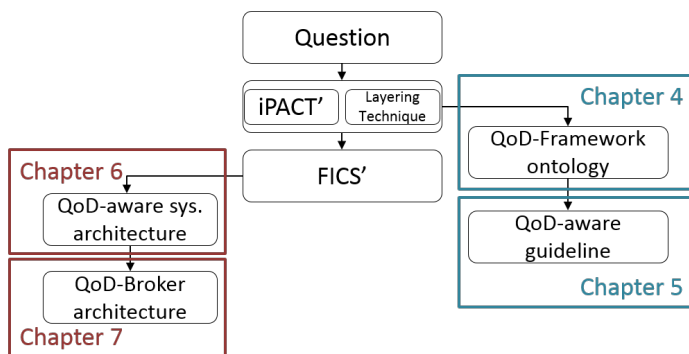 Question
iPACT'
Layering
Technique
Chapter 4
QoD-Framework
ontology
Chapter 6
FICS'
QoD-aware sys.
architecture
QoD-aware
guideline
Chapter 5
QoD-Broker
architecture
Chapter 7